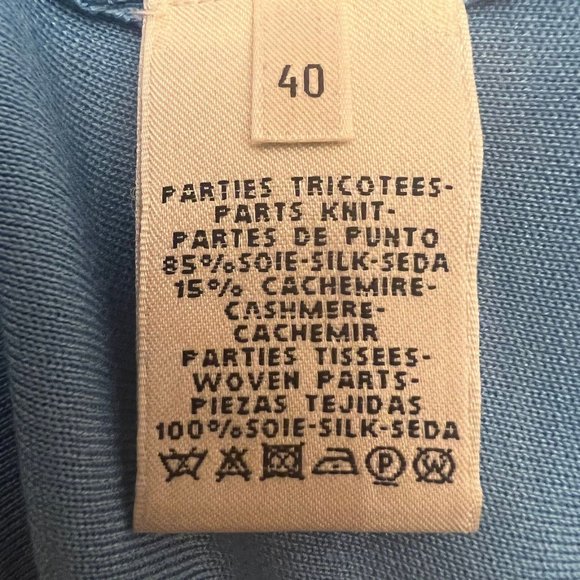 40
PARTIES TRICOTEES-
PARTS KNIT-
PARTES DE PUNTO
85% SOIE-SILK-SEDA
15% CACHEMIRE-
CASHMERE-
CACHEMIR
PARTIES TISSEES-
WOVEN PARTS-
PIEZAS TEJIDAS
100% SOIE-SILK-SEDA
P W